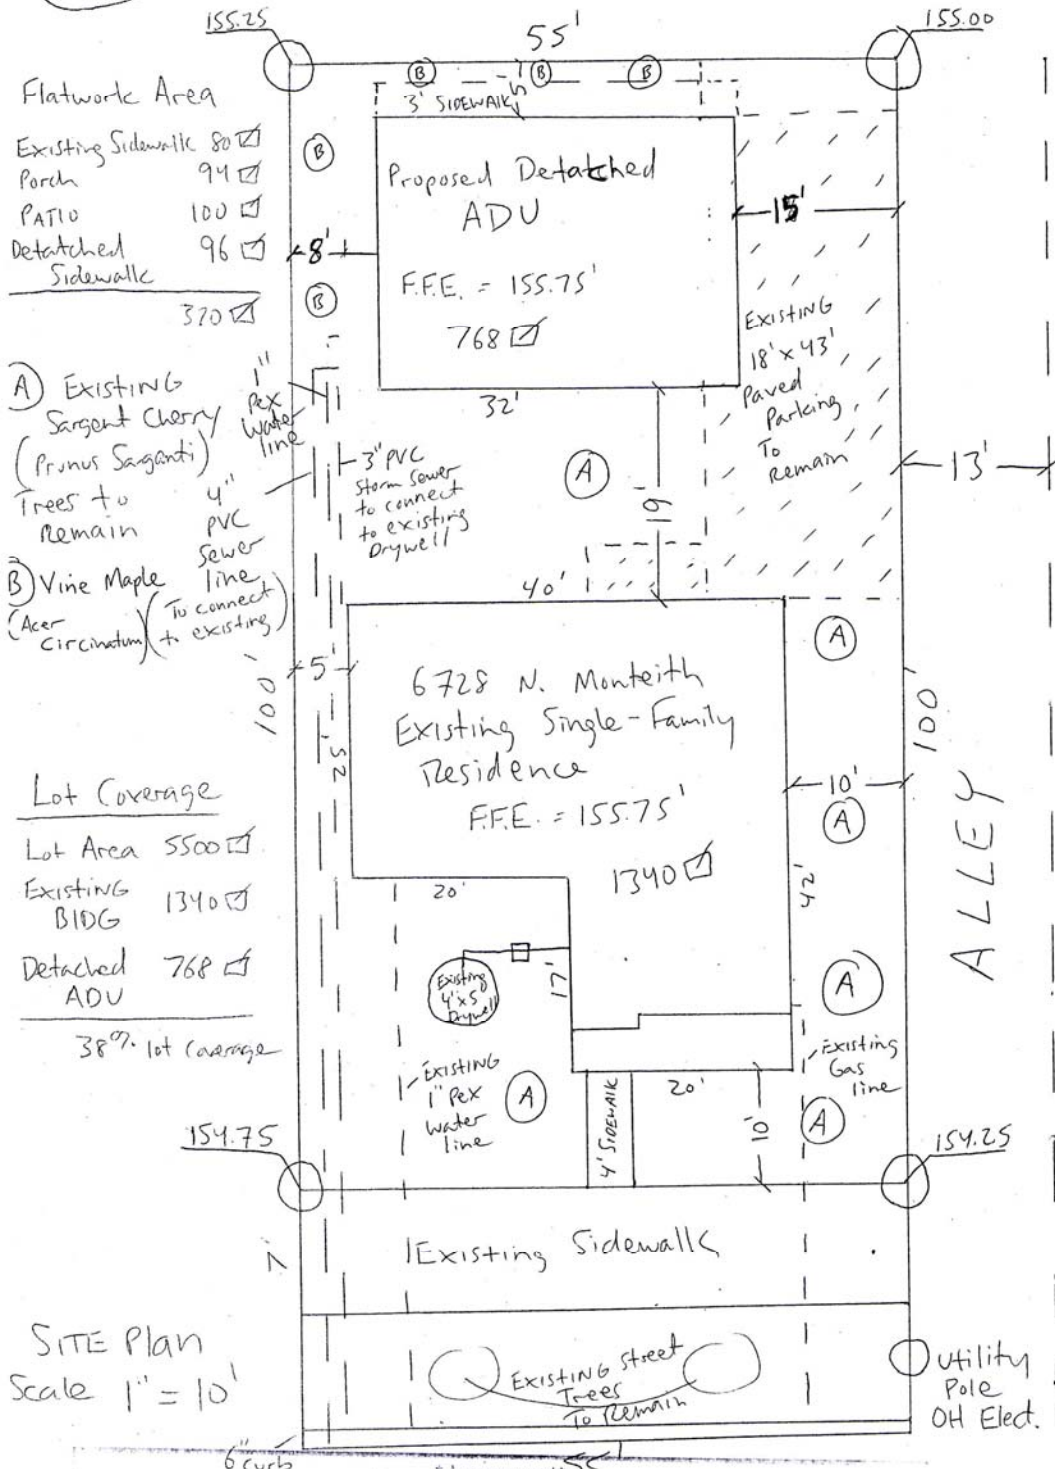 155.25
55'
155.00
Flatwork Area
Existing Sidewalk 80
Porch 94
PATIO 100
Detatched 96
Sidewalk
320
B
B
B
3' SIDEWALK
5'
B
B
Proposed Detatched
ADU
F.F.E. = 155.75'
768
32'
8'
15'
EXISTING
18' x 43'
Paved
Parking
To
Remain
13'
A EXISTING
Sargent Cherry
(Prunus Sarganti)
Trees to
Remain
1"
Pex
Water
line
4"
PVC
Sewer
line
(To connect
to existing)
3" PVC
Storm Sewer
to connect
to existing
Drywell
A
19'
B Vine Maple
(Acer
Circinatum)
40'
A
100'
5'
25'
6728 N. Monteith
Existing Single-Family
Residence
F.F.E. = 155.75'
1340
100'
10'
A
ALLEY
Lot Coverage
Lot Area 5500
EXISTING
BIDG 1340
Detached 768
ADU
38% lot coverage
20'
42'
17'
Existing
4'x5'
Drywell
A
EXISTING
1" Pex
Water
line
A
4' SIDEWALK
20'
10'
Existing
Gas
line
A
154.75
154.25
Existing Sidewalk
SITE Plan
Scale 1" = 10'
EXISTING Street
Trees
To Remain
Utility
Pole
OH Elect.
6" curb